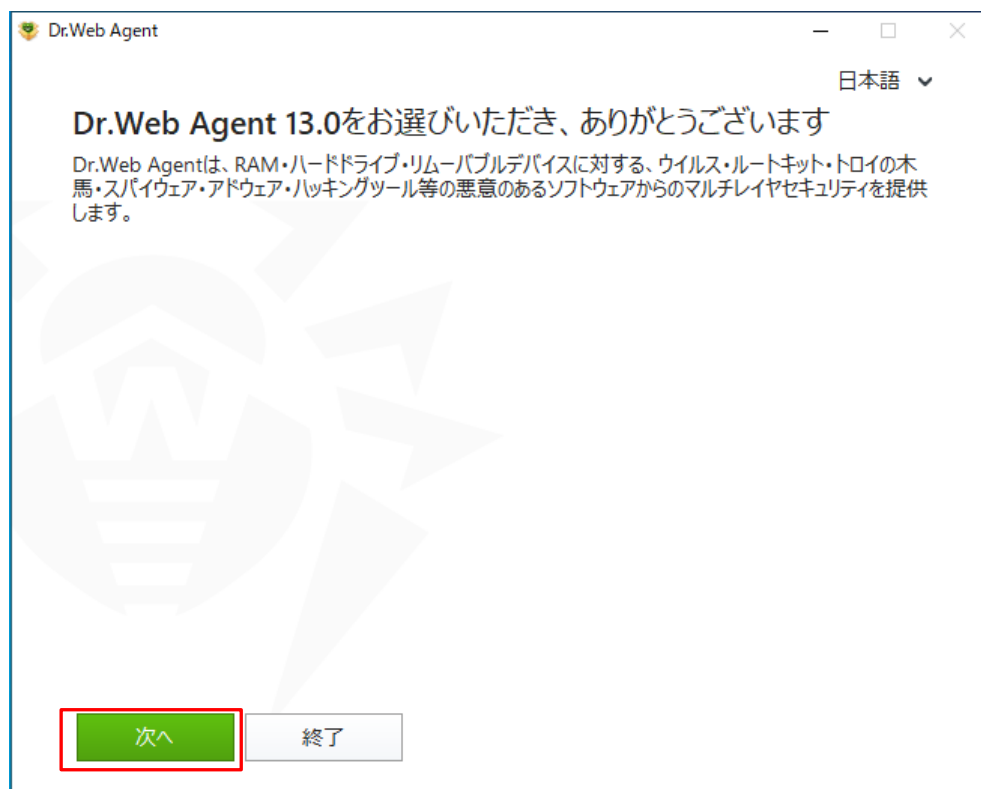 Dr.Web Agent
日本語
Dr.Web Agent 13.0をお選びいただき、ありがとうございます
Dr.Web Agentは、RAM・ハードドライブ・リムーバブルデバイスに対する、ウイルス・ルートキット・トロイの木
馬・スパイウェア・アドウェア・ハッキングツール等の悪意のあるソフトウェアからのマルチレイヤセキュリティを提供
します。
次へ
終了